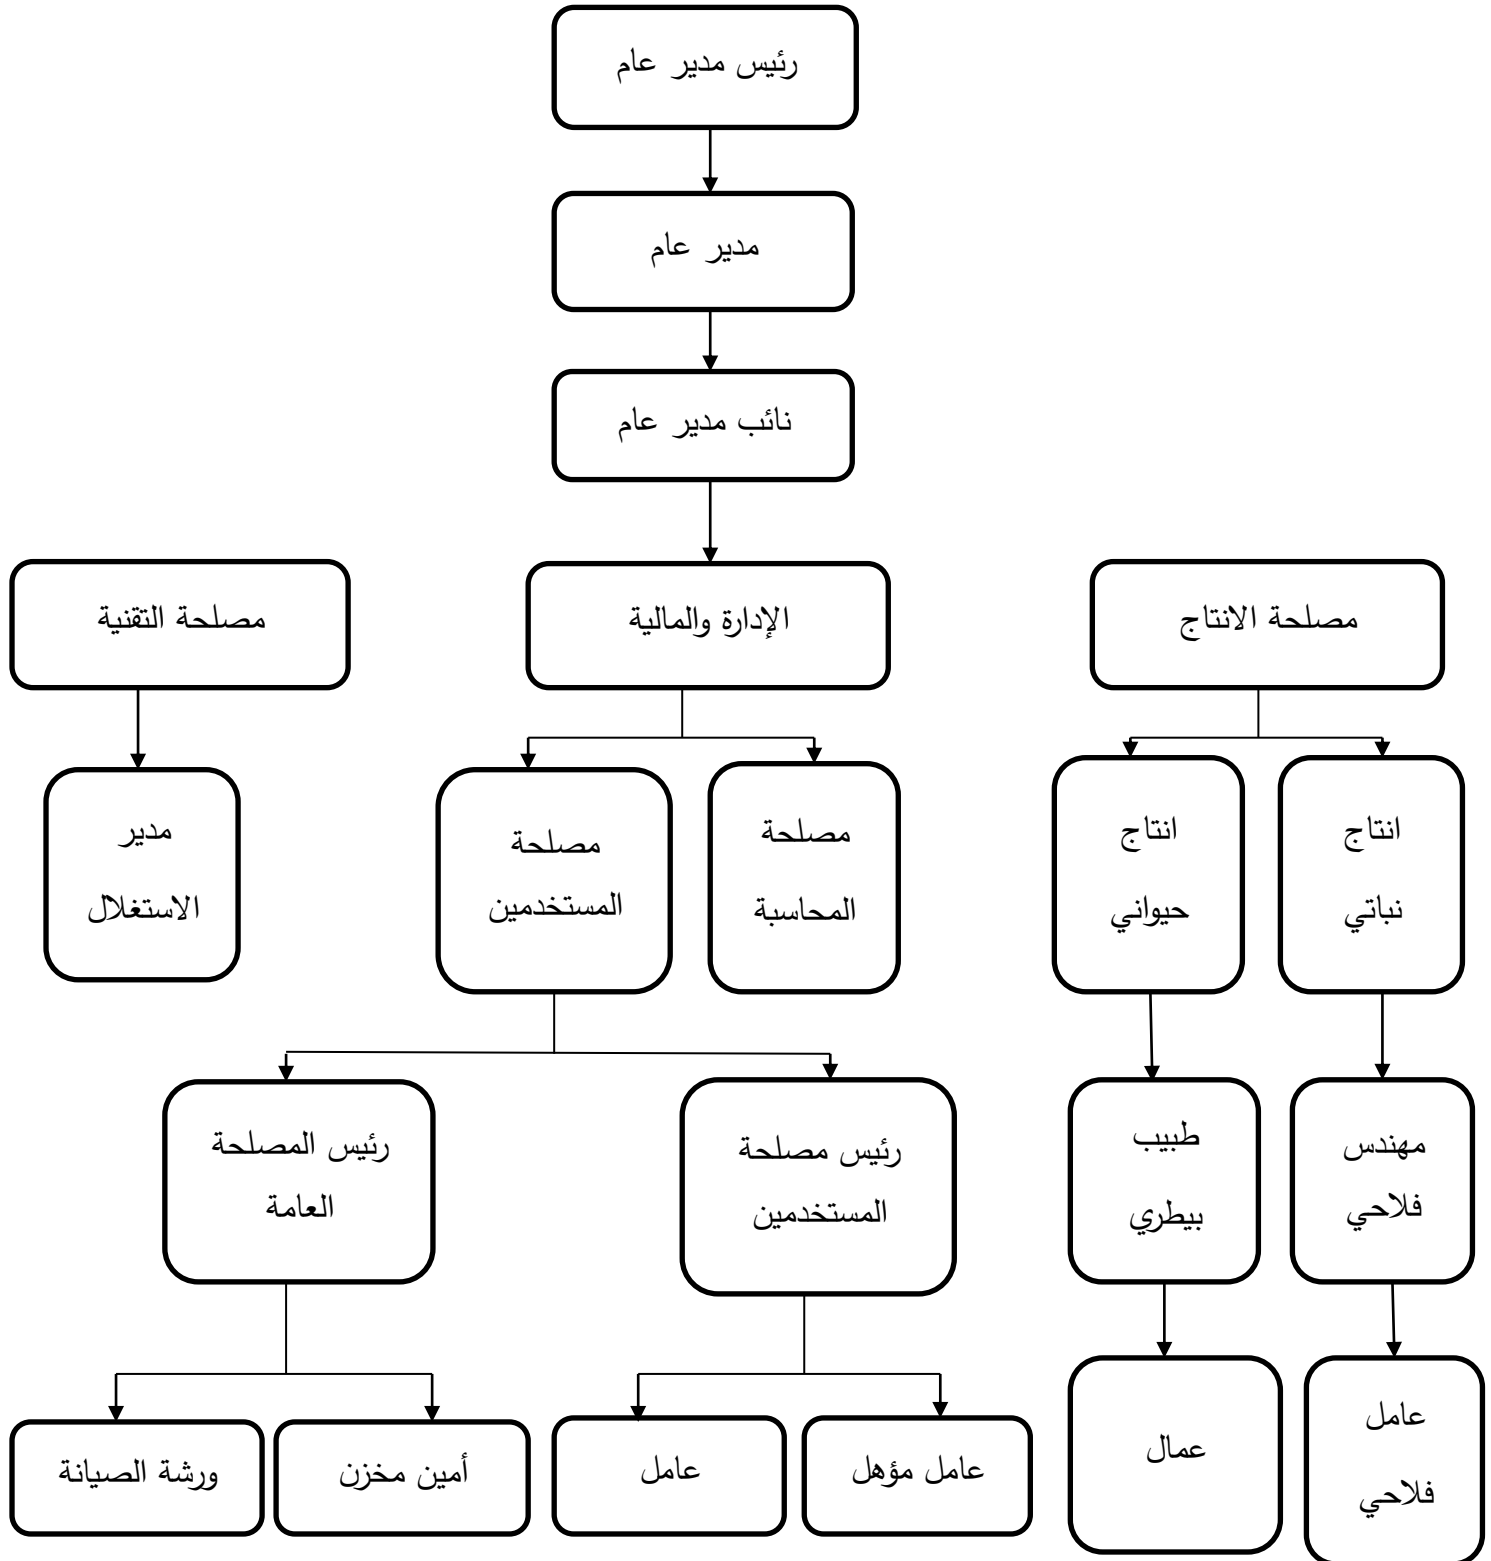 رئيس مدير عام
مدير عام
نائب مدير عام
مصلحة الانتاج
الإدارة والمالية
مصلحة التقنية
انتاج
نباتي
انتاج
حيواني
مصلحة
المحاسبة
مصلحة
المستخدمين
مدير
الاستغلال
مهندس
فلاحي
طبيب
بيطري
رئيس مصلحة
المستخدمين
رئيس المصلحة
العامة
عامل
فلاحي
عمال
عامل مؤهل
عامل
أمين مخزن
ورشة الصيانة